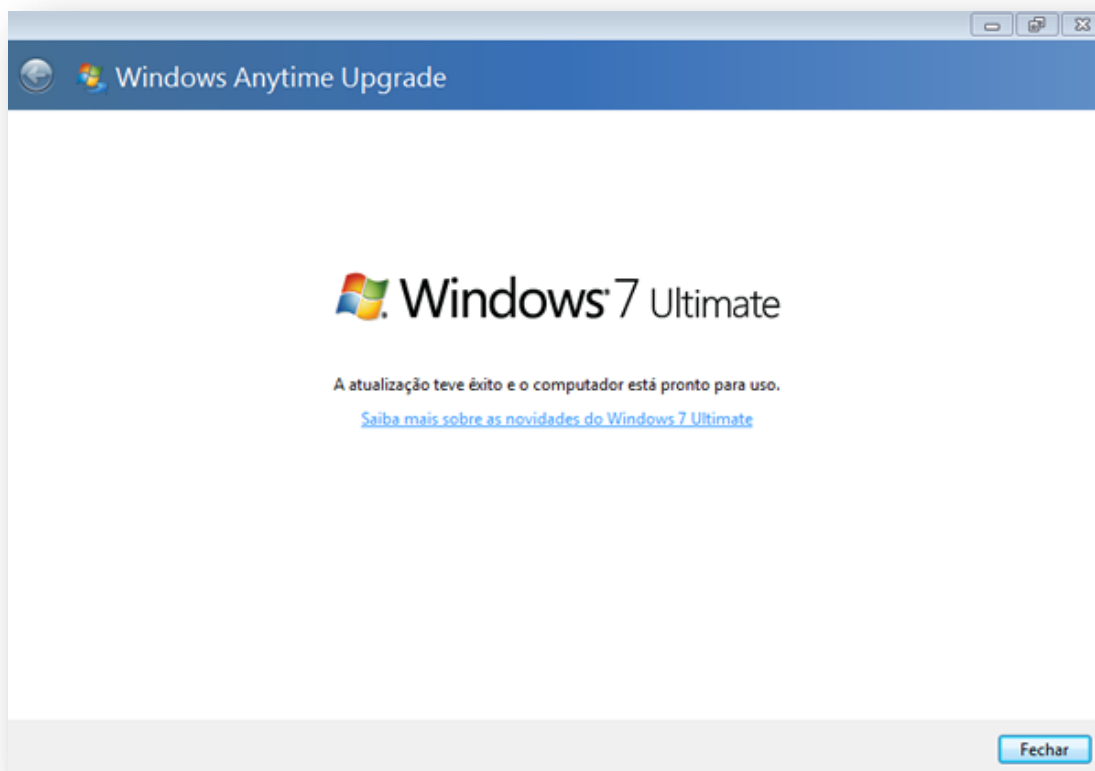 Windows Anytime Upgrade
Windows 7 Ultimate
A atualização teve êxito e o computador está pronto para uso.
Saiba mais sobre as novidades do Windows 7 Ultimate
Fechar